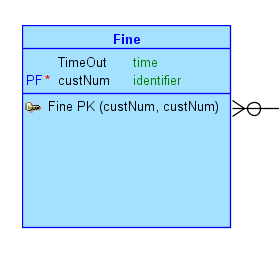 Fine
TimeOut time
PF * custNum identifier
Fine PK (custNum, custNum)